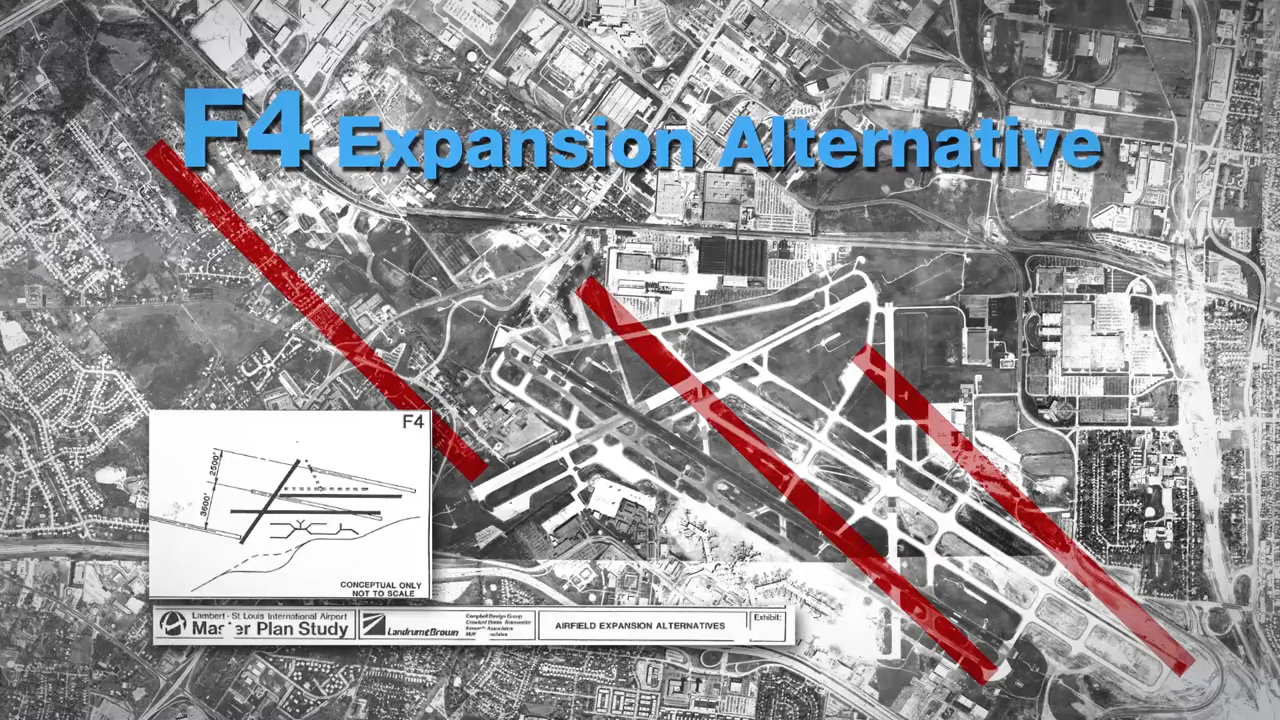 F4 Expansion Alternative
F4
2500'
3600'
CONCEPTUAL ONLY
NOT TO SCALE
Lambert - St. Louis International Airport
Master Plan Study
Landrum & Brown
Campbell Design Group
AIRFIELD EXPANSION ALTERNATIVES
Exhibit: